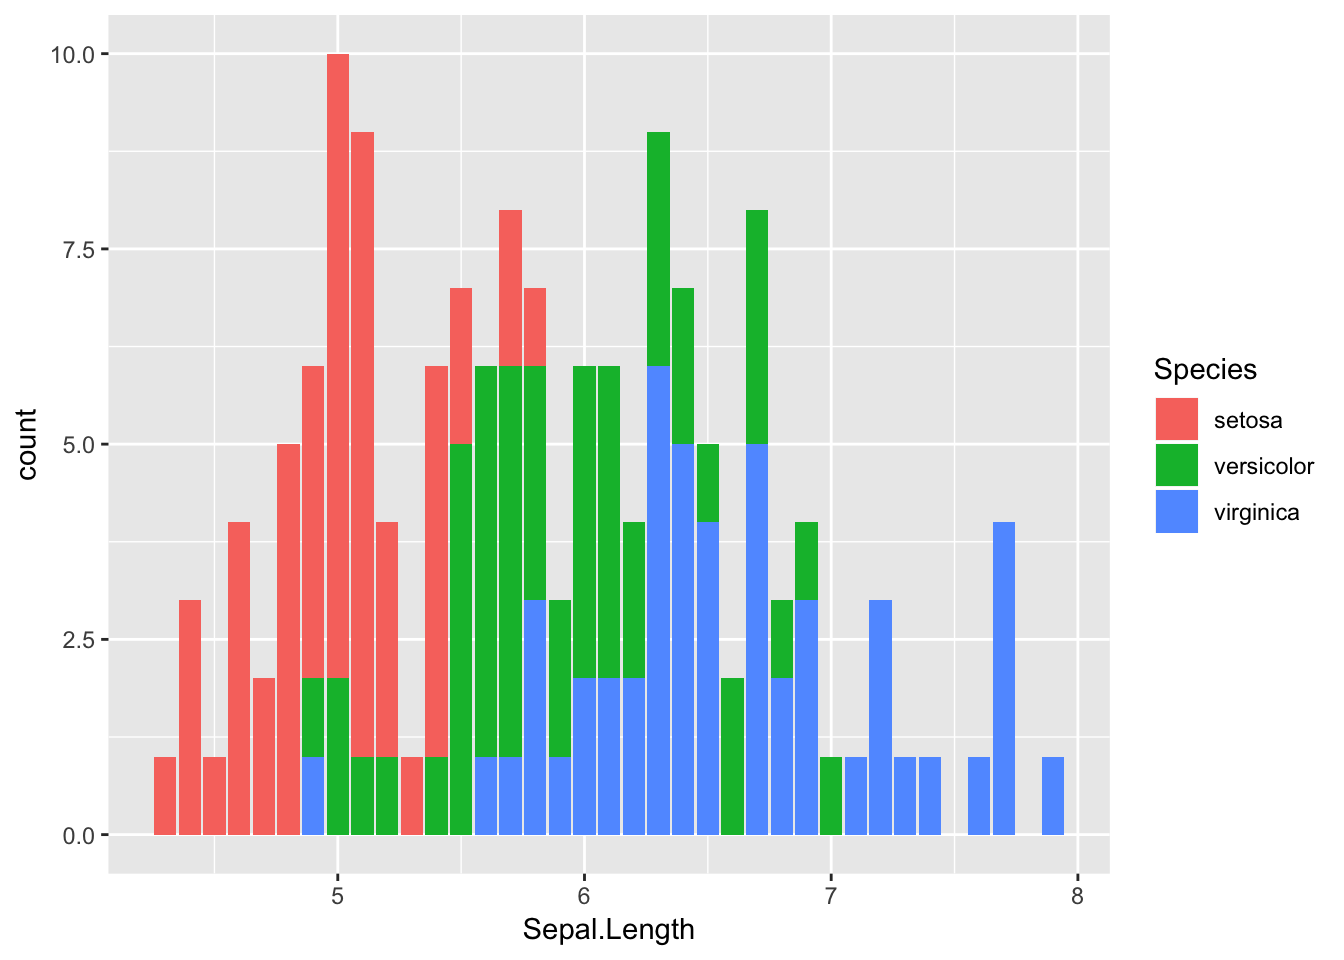 10.0
7.5
5.0
2.5
0.0
count
5 6 7 8
Sepal.Length
Species
setosa
versicolor
virginica